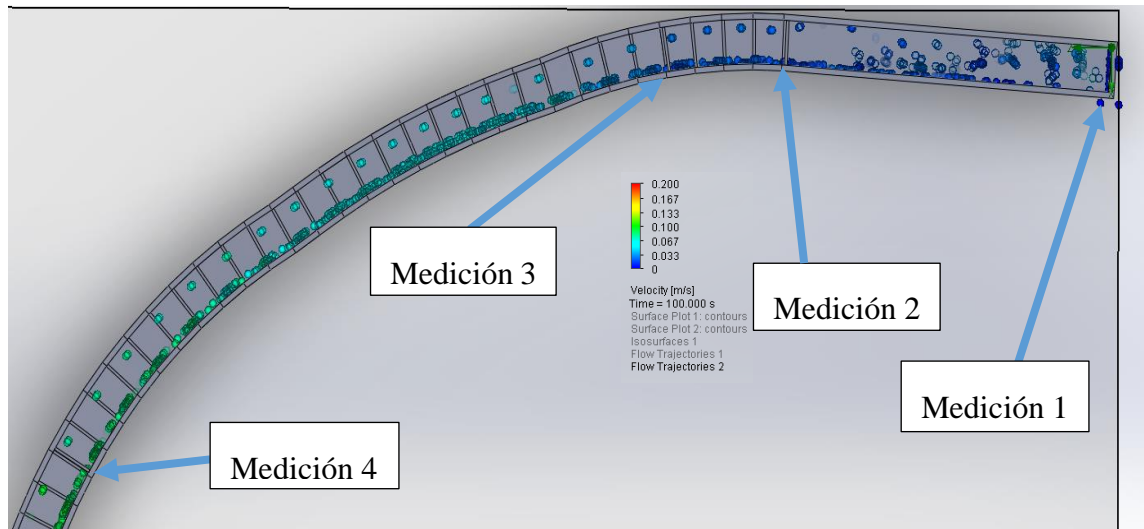 0.200
0.167
0.133
0.100
0.067
0.033
0
Velocity [m/s]
Time = 100.000 s
Surface Plot 1: contours
Surface Plot 2: contours
Isosurfaces 1
Flow Trajectories 1
Flow Trajectories 2
Medición 3
Medición 2
Medición 1
Medición 4